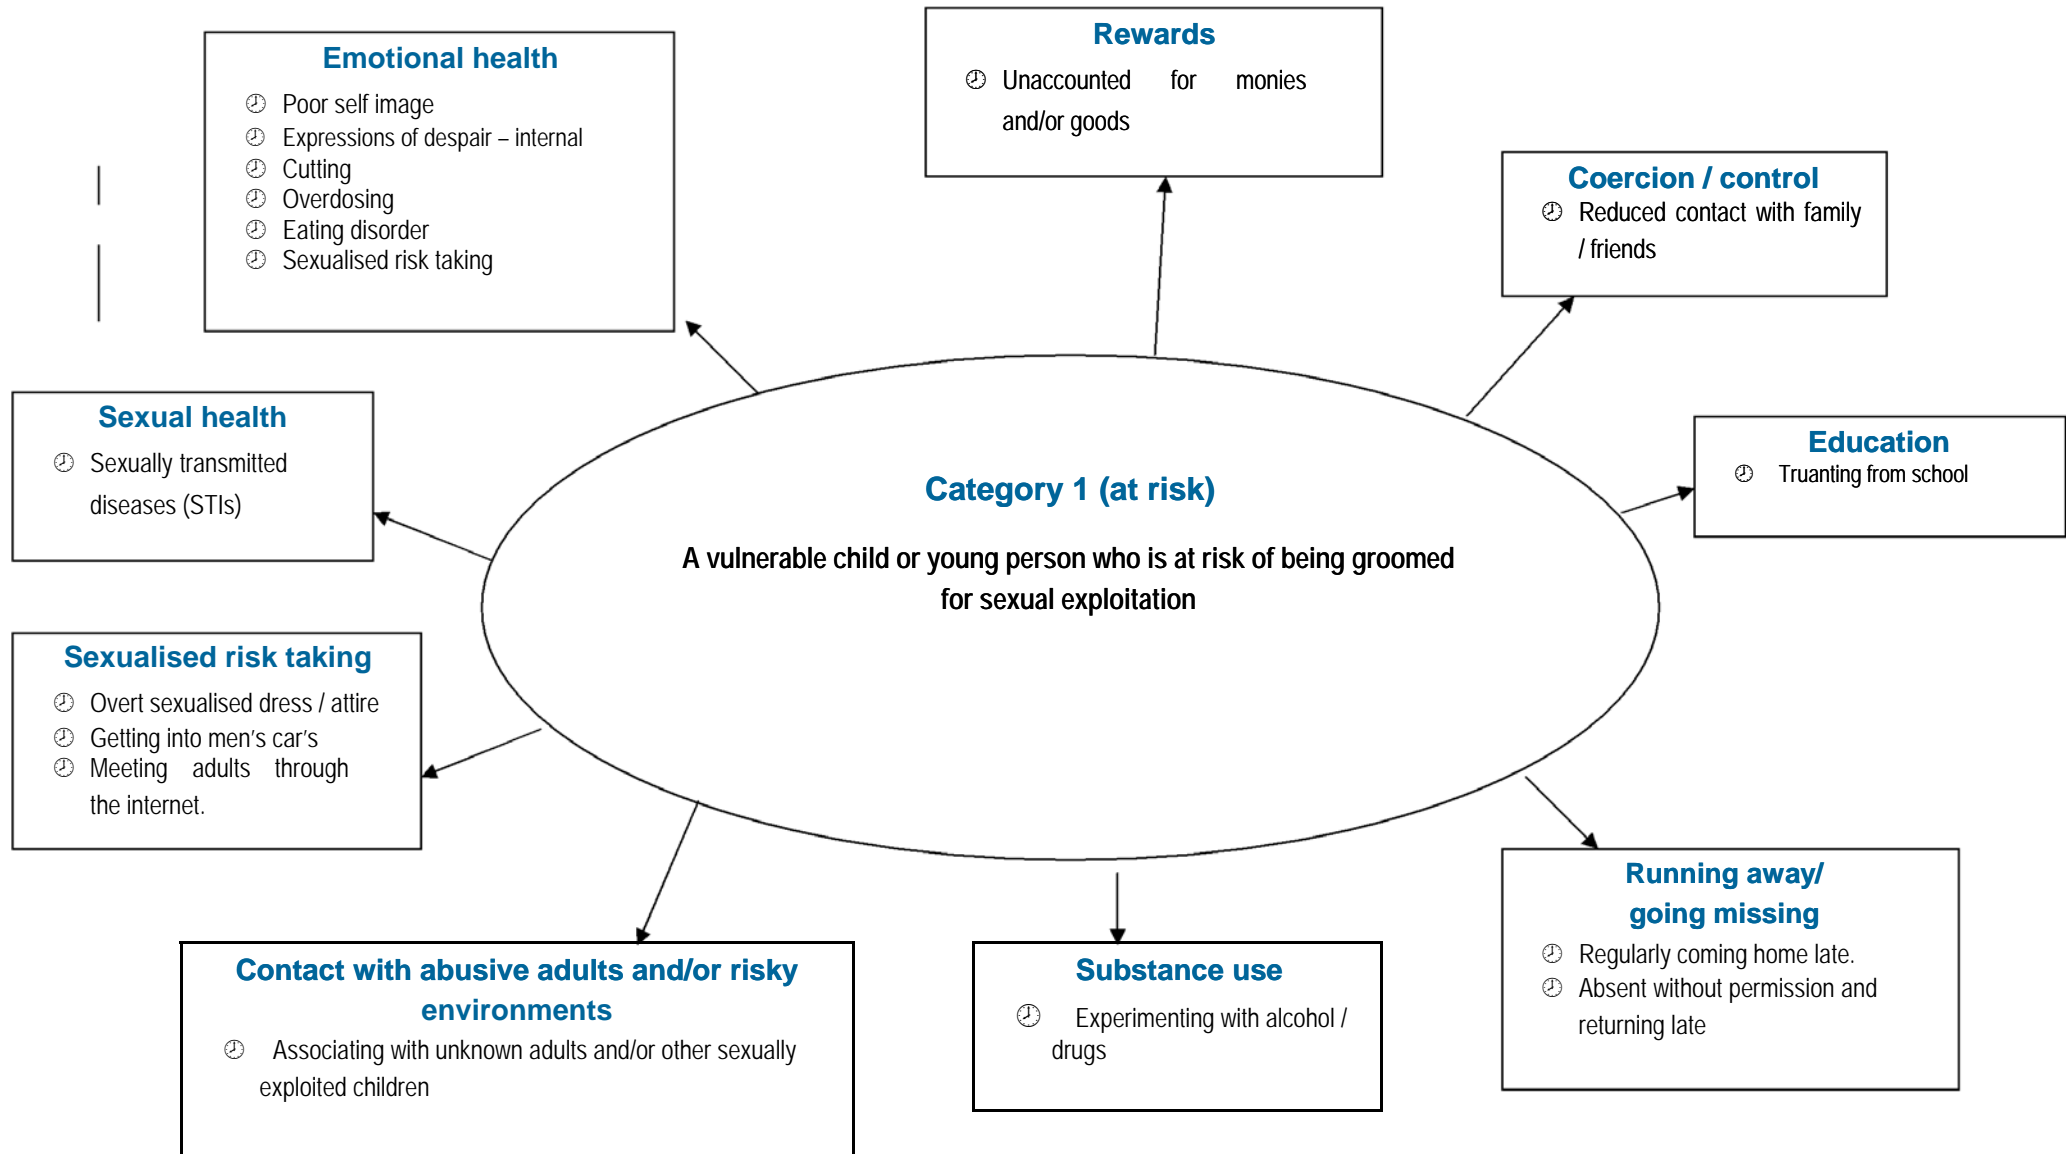 Emotional health
Poor self image
Expressions of despair – internal
Cutting
Overdosing
Eating disorder
Sexualised risk taking
Rewards
Unaccounted for monies
and/or goods
Coercion / control
Reduced contact with family
/ friends
Sexual health
Sexually transmitted
diseases (STIs)
Education
Truanting from school
Category 1 (at risk)
A vulnerable child or young person who is at risk of being groomed
for sexual exploitation
Sexualised risk taking
Overt sexualised dress / attire
Getting into men's car's
Meeting adults through
the internet.
Running away/
going missing
Regularly coming home late.
Absent without permission and
returning late
Contact with abusive adults and/or risky
environments
Associating with unknown adults and/or other sexually
exploited children
Substance use
Experimenting with alcohol /
drugs